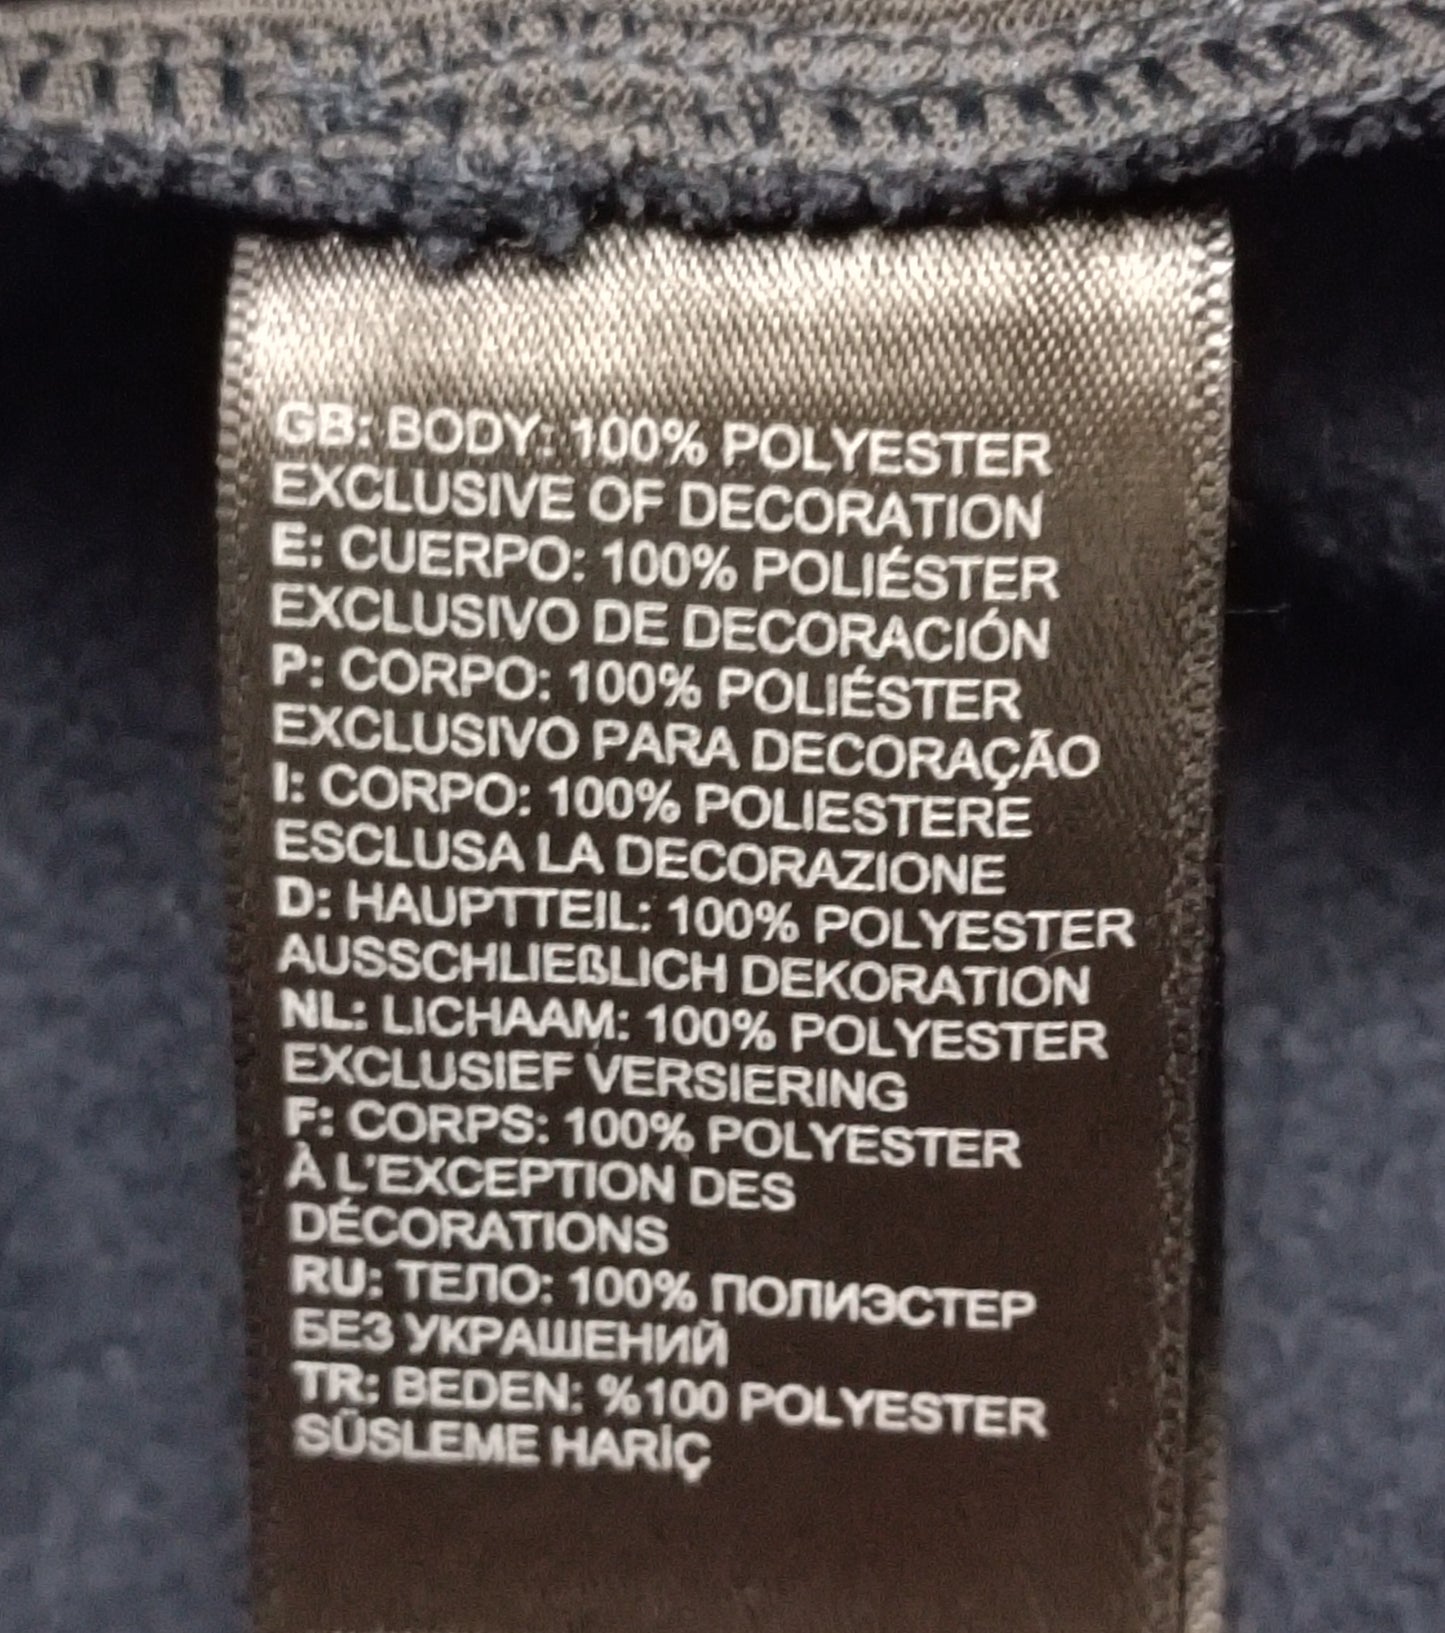 GB: BODY: 100% POLYESTER
EXCLUSIVE OF DECORATION
E: CUERPO: 100% POLIÉSTER
EXCLUSIVO DE DECORACIÓN
P: CORPO: 100% POLIÉSTER
EXCLUSIVO PARA DECORAÇÃO
I: CORPO: 100% POLIESTERE
ESCLUSA LA DECORAZIONE
D: HAUPTTEIL: 100% POLYESTER
AUSSCHLIEßLICH DEKORATION
NL: LICHAAM: 100% POLYESTER
EXCLUSIEF VERSIERING
F: CORPS: 100% POLYESTER
À L'EXCEPTION DES
DÉCORATIONS
RU: ТЕЛО: 100% ПОЛИЭСТЕР
БЕЗ УКРАШЕНИЙ
TR: BEDEN: %100 POLYESTER
SÜSLEME HARİÇ